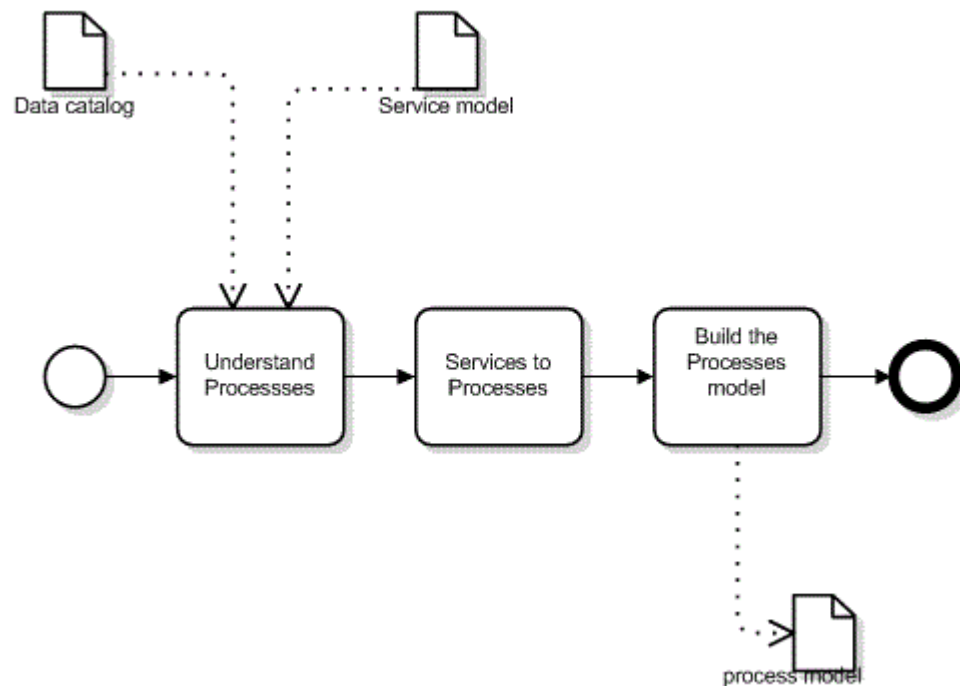 Data catalog
Service model
Understand
Processses
Services to
Processes
Build the
Processes
model
process model